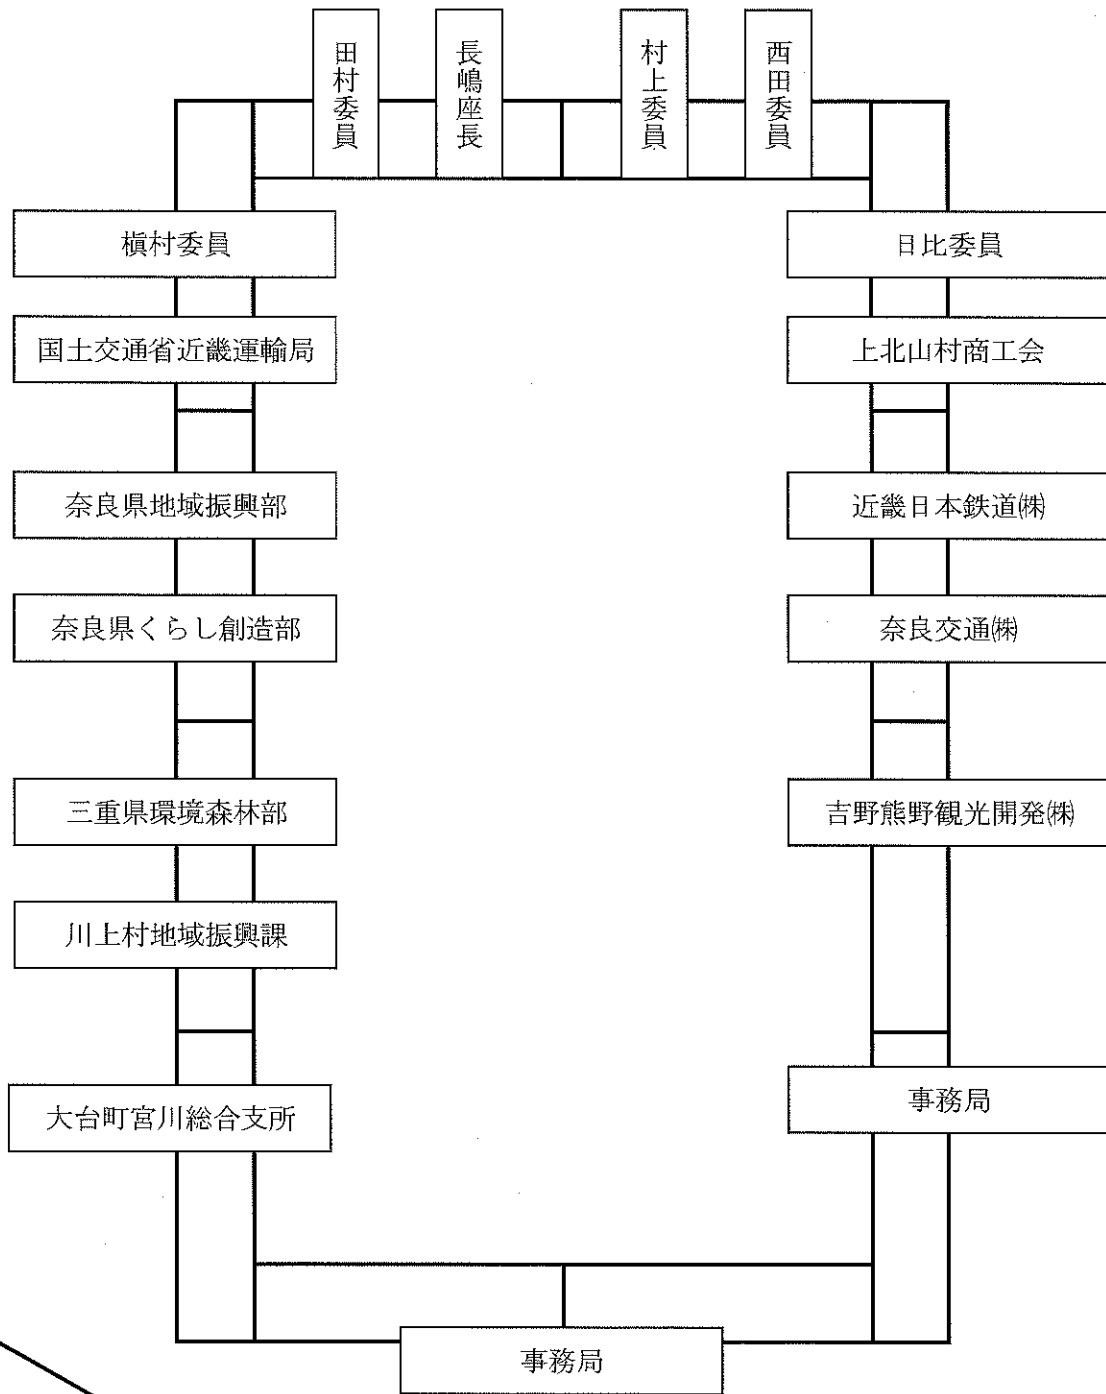 田村委員
長嶋座長
村上委員
西田委員
槇村委員
日比委員
国土交通省近畿運輸局
上北山村商工会
奈良県地域振興部
近畿日本鉄道㈱
奈良県くらし創造部
奈良交通㈱
三重県環境森林部
吉野熊野観光開発㈱
川上村地域振興課
大台町宮川総合支所
事務局
事務局